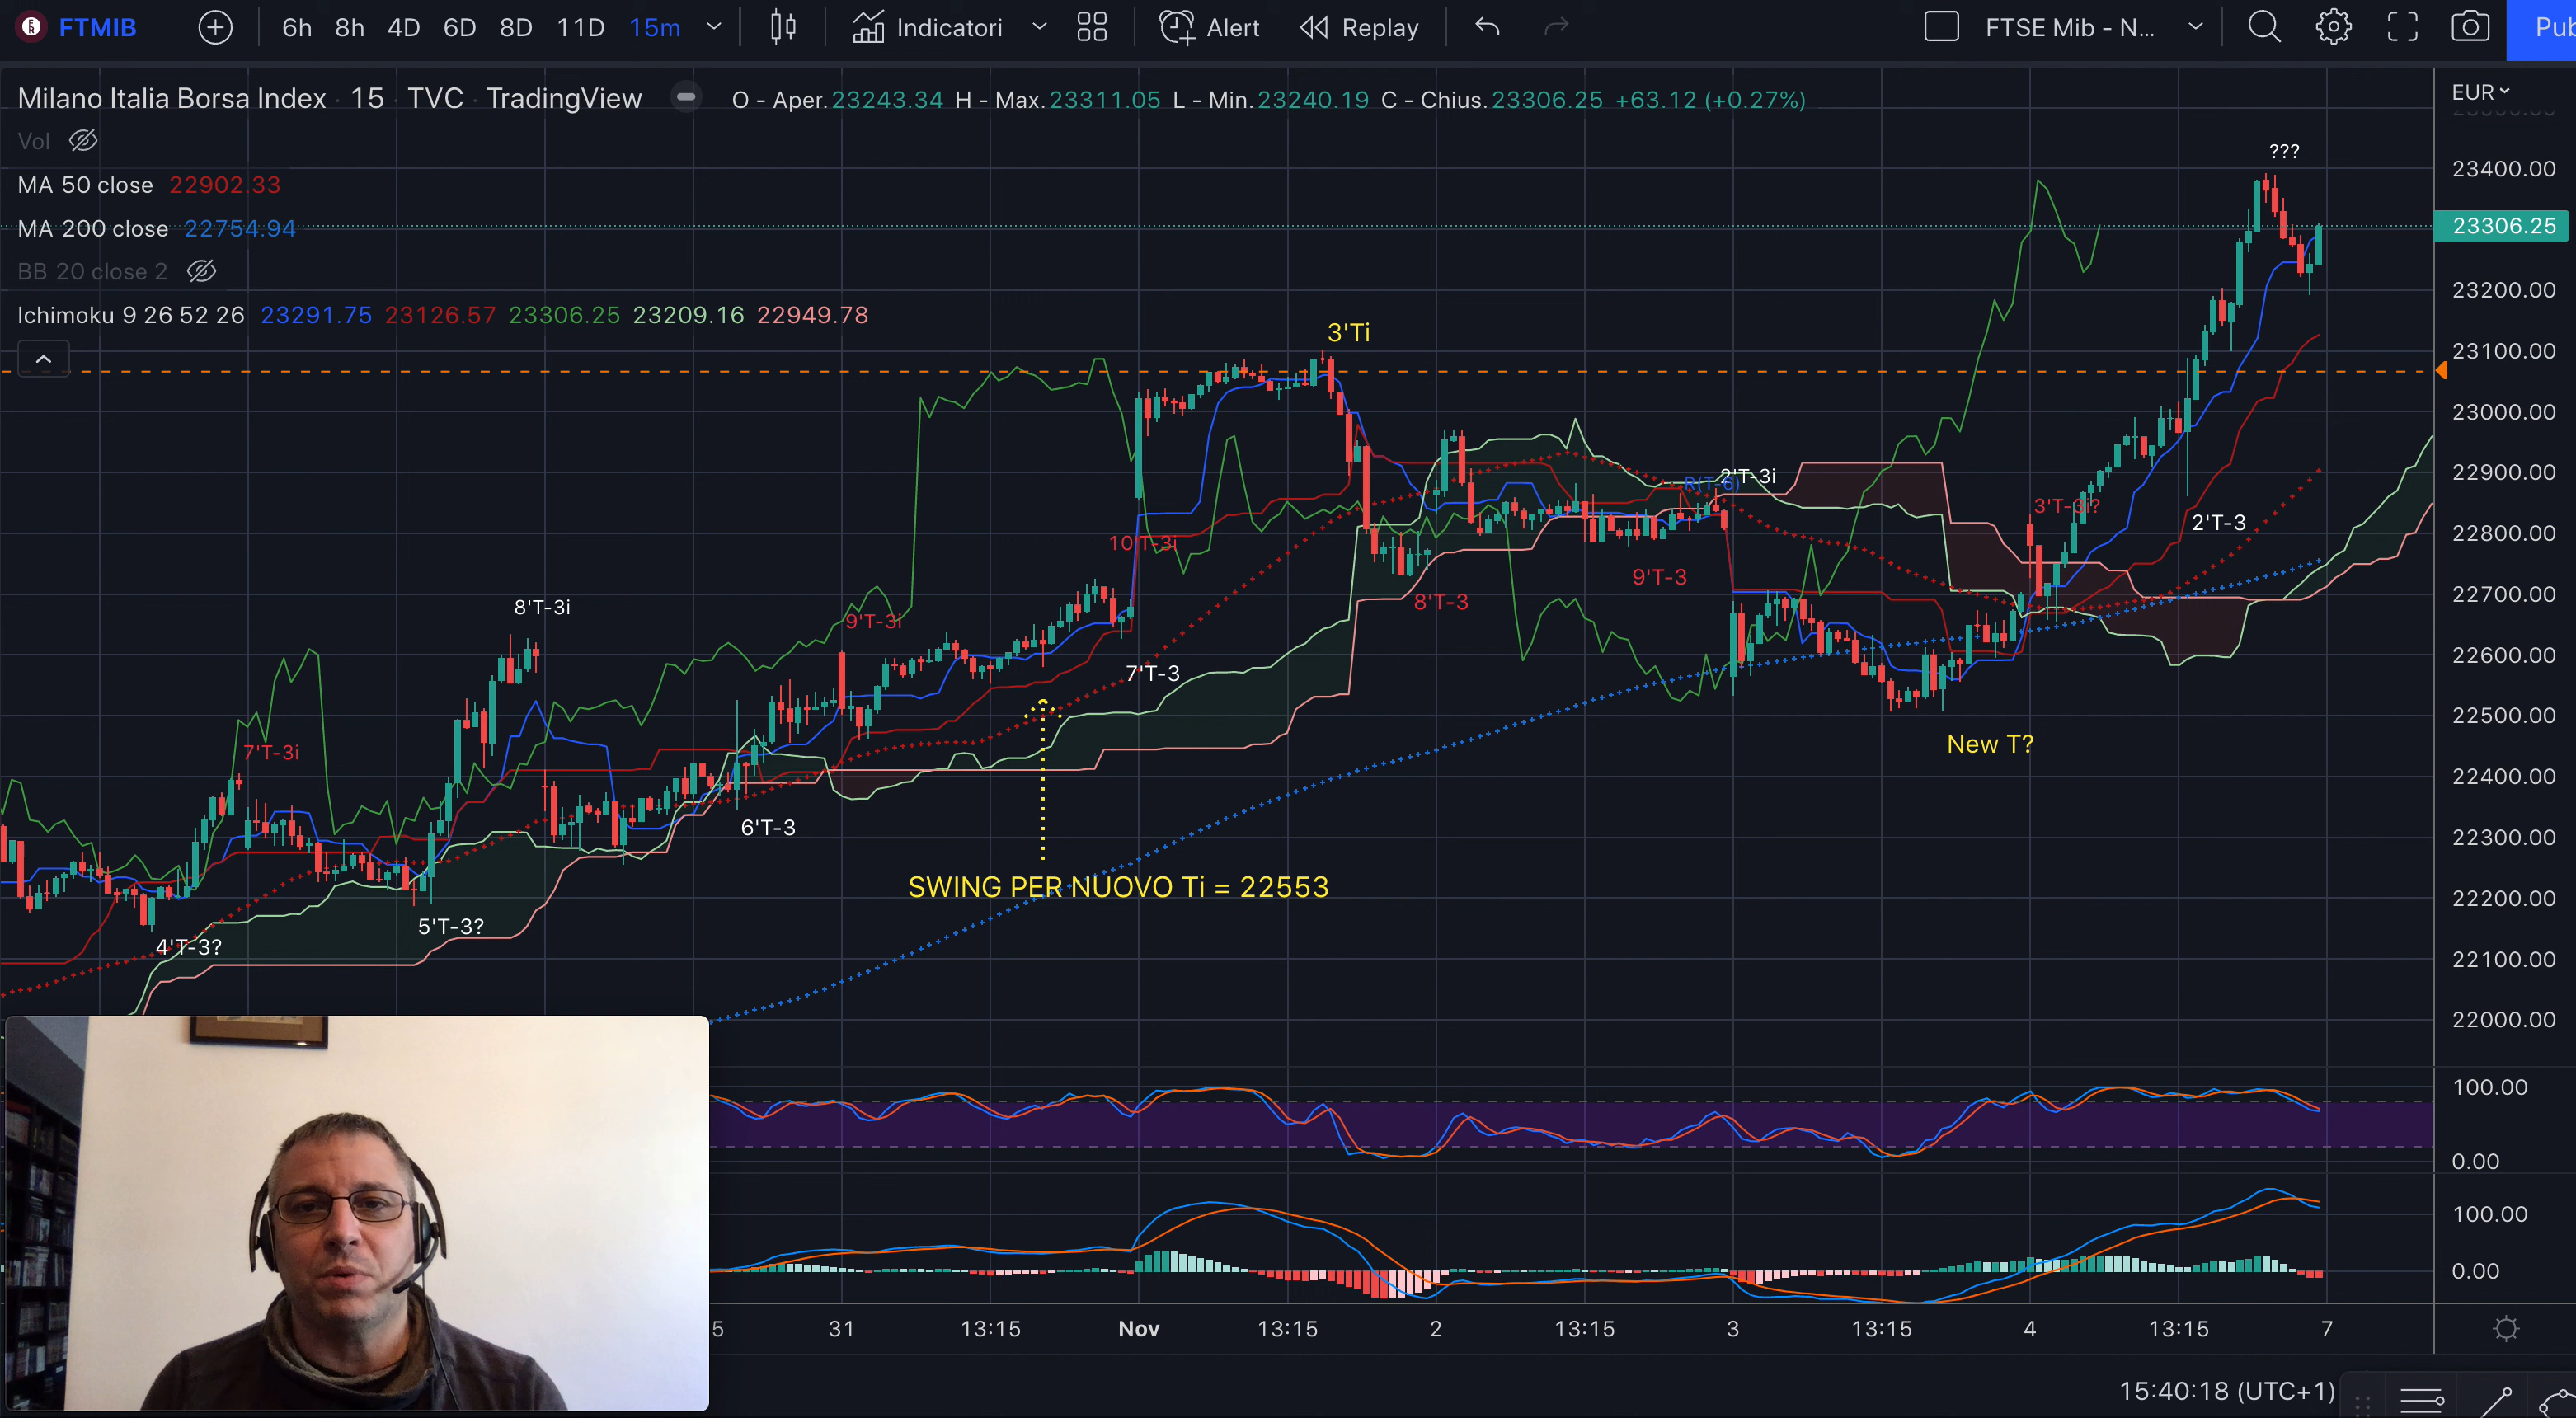 FTMIB 6h 8h 4D 6D 8D 11D 15m Indicatori Alert Replay FTSE Mib - N... Pub
Milano Italia Borsa Index · 15 · TVC · TradingView O - Aper.23243.34 H - Max.23311.05 L - Min.23240.19 C - Chius.23306.25 +63.12 (+0.27%)
EUR
Vol
MA 50 close 22902.33
MA 200 close 22754.94
BB 20 close 2
Ichimoku 9 26 52 26 23291.75 23126.57 23306.25 23209.16 22949.78
???
23400.00
23306.25
23200.00
23100.00
23000.00
22900.00
22800.00
22700.00
22600.00
22500.00
22400.00
22300.00
22200.00
22100.00
22000.00
3'Ti
R(T-6)
2'T-3i
3'T-3i?
2'T-3
10'T-3i
9'T-3
8'T-3
8'T-3i
9'T-3i
7'T-3
New T?
7'T-3i
6'T-3
SWING PER NUOVO Ti = 22553
5'T-3?
4'T-3?
100.00
0.00
100.00
0.00
5 31 13:15 Nov 13:15 2 13:15 3 13:15 4 13:15 7
15:40:18 (UTC+1)